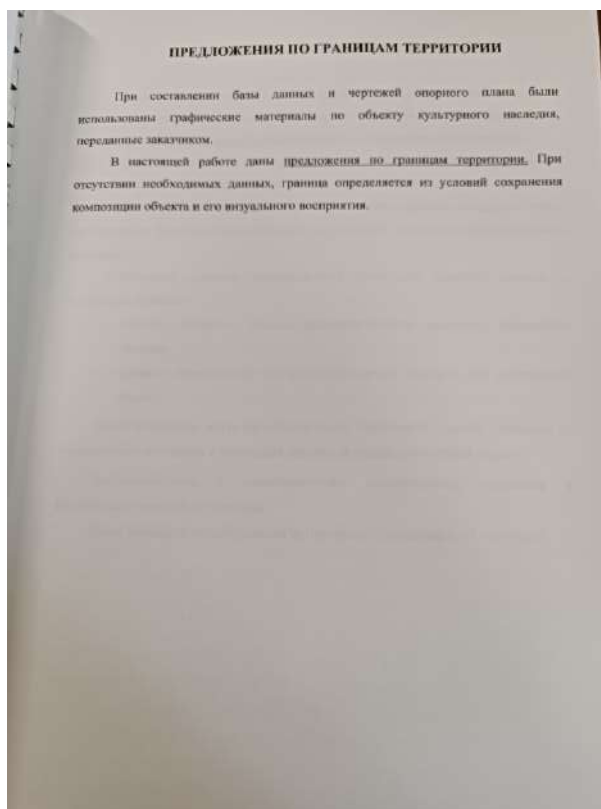 ПРЕДЛОЖЕНИЯ ПО ГРАНИЦАМ ТЕРРИТОРИИ
При составлении базы данных и чертежей опорного плана были
использованы графические материалы по объекту культурного наследия,
переданные заказчиком.
В настоящей работе даны предложения по границам территории. При
отсутствии необходимых данных, граница определяется из условий сохранения
композиции объекта и его визуального восприятия.